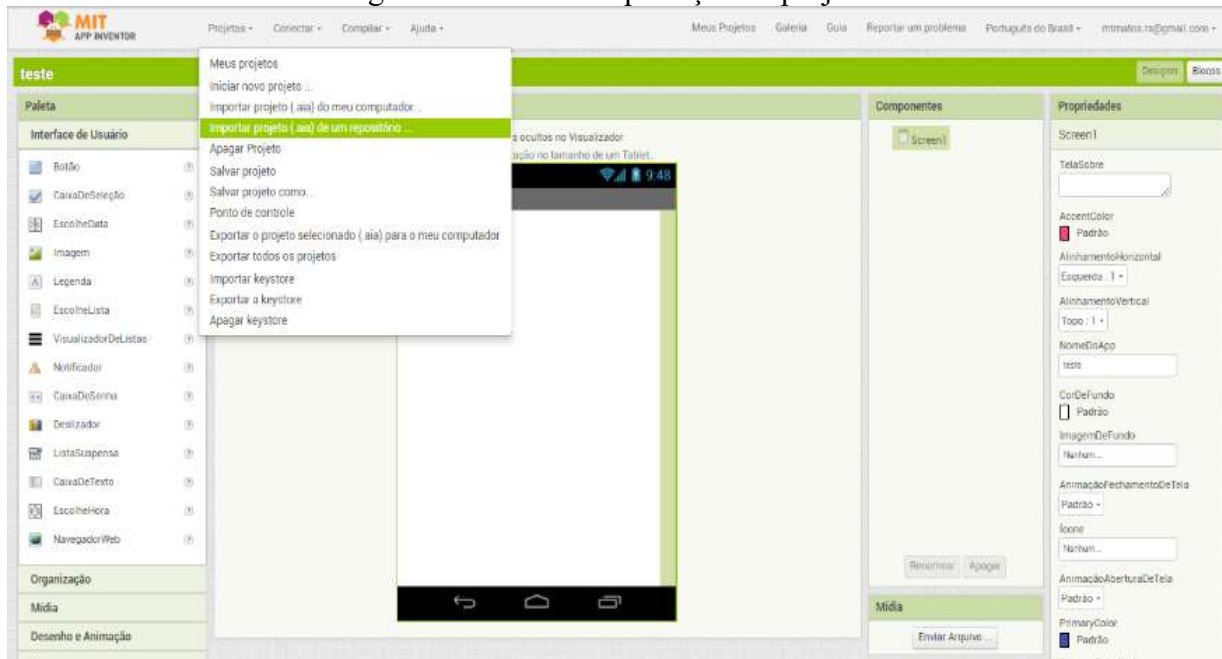 MIT
APP INVENTOR
Projetos
Conectar
Compilar
Ajuda
Meus Projetos
Galeria
Guia
Reportar um problema
Português do Brasil
teste
Designer
Blocos
Meus projetos
Iniciar novo projeto ...
Importar projeto (.aia) do meu computador...
Importar projeto (.aia) de um repositório ...
Apagar Projeto
Salvar projeto
Salvar projeto como...
Ponto de controle
Exportar o projeto selecionado (.aia) para o meu computador
Exportar todos os projetos
Importar keystore
Exportar a keystore
Apagar keystore
Paleta
Interface de Usuário
Botão
CaixaDeSeleção
EscolheData
Imagem
Legenda
EscolheLista
VisualizadorDeListas
Notificador
CaixaDeSenha
Deslizador
ListaSuspensa
CaixaDeTexto
EscolheHora
NavegadorWeb
Organização
Mídia
Desenho e Animação
ocultos no Visualizador
no tamanho de um Tablet.
9:48
Componentes
Screen1
Renomear
Apagar
Mídia
Enviar Arquivo ...
Propriedades
Screen1
TelaSobre
AccentColor
Padrão
AlinhamentoHorizontal
Esquerda : 1
AlinhamentoVertical
Topo : 1
NomeDoApp
teste
CorDeFundo
Padrão
ImagemDeFundo
Nenhum...
AnimaçãoFechamentoDeTela
Padrão
Ícone
Nenhum...
AnimaçãoAberturaDeTela
Padrão
PrimaryColor
Padrão